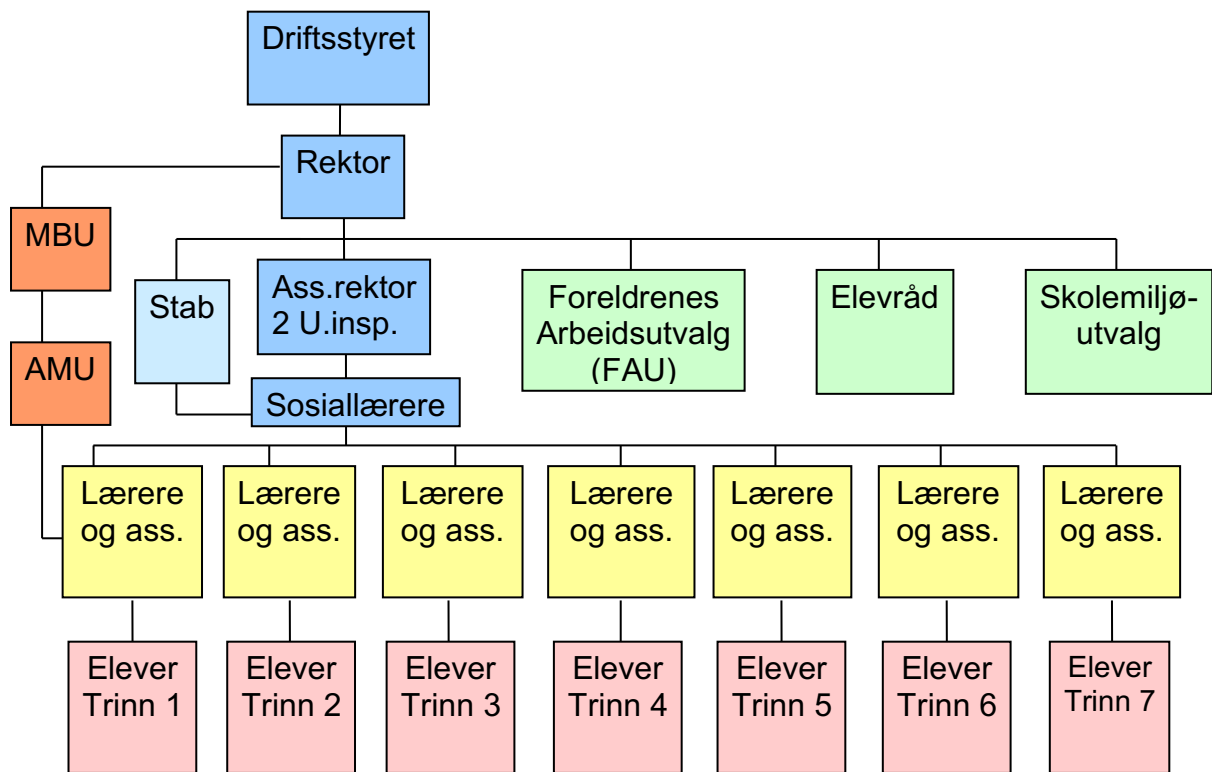 Driftsstyret
Rektor
MBU
Stab
Ass.rektor
2 U.insp.
Foreldrenes
Arbeidsutvalg
(FAU)
Elevråd
Skolemiljø-
utvalg
AMU
Sosiallærere
Lærere
og ass.
Lærere
og ass.
Lærere
og ass.
Lærere
og ass.
Lærere
og ass.
Lærere
og ass.
Lærere
og ass.
Elever
Trinn 1
Elever
Trinn 2
Elever
Trinn 3
Elever
Trinn 4
Elever
Trinn 5
Elever
Trinn 6
Elever
Trinn 7